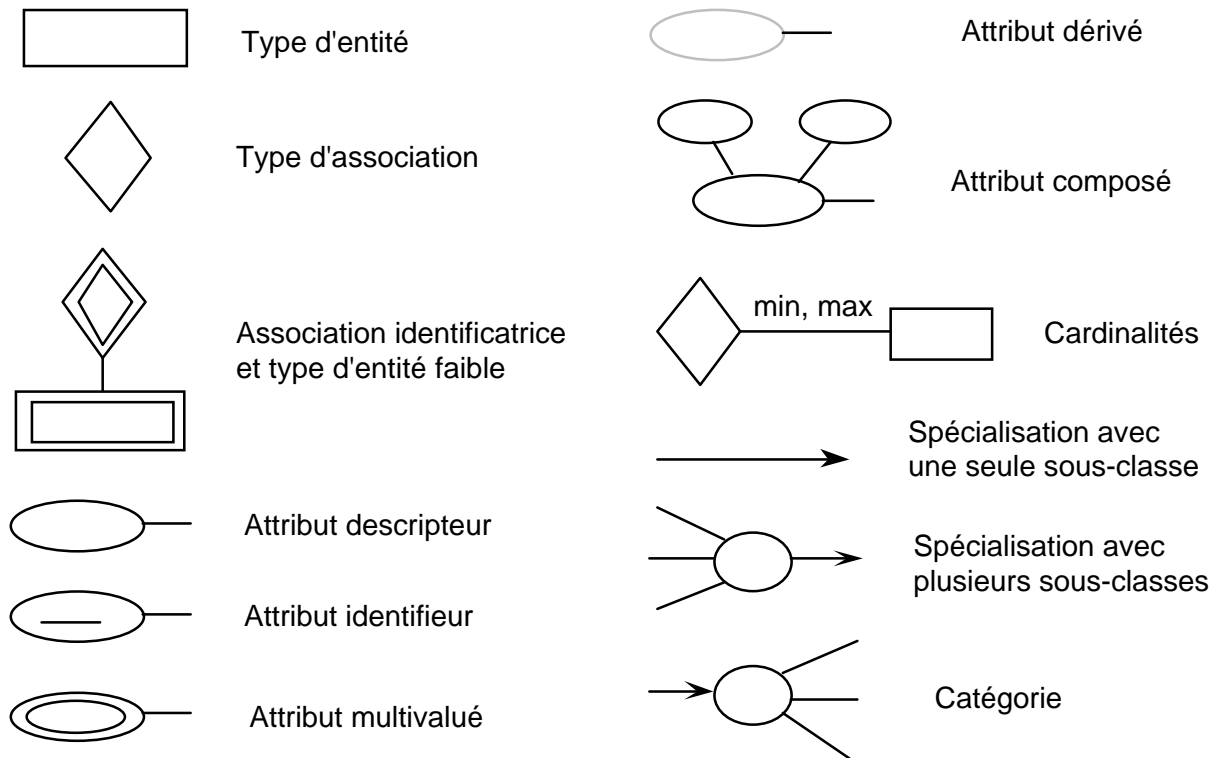 Type d'entité
Type d'association
Association identificatrice
et type d'entité faible
Attribut descripteur
Attribut identifieur
Attribut multivalué
Attribut dérivé
Attribut composé
min, max
Cardinalités
Spécialisation avec
une seule sous-classe
Spécialisation avec
plusieurs sous-classes
Catégorie